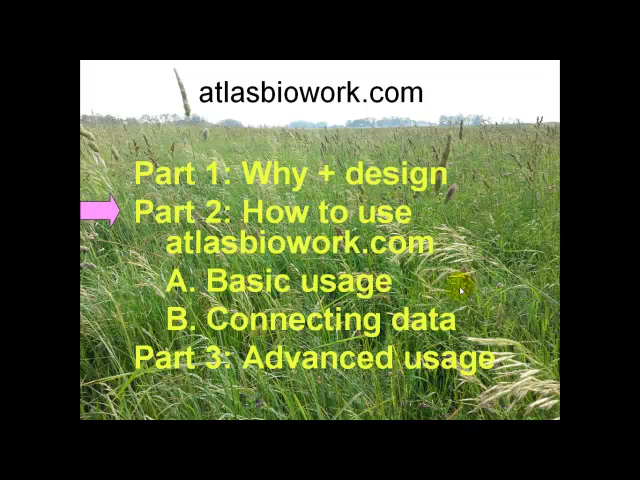 atlasbiowork.com
Part 1: Why + design
Part 2: How to use
atlasbiowork.com
A. Basic usage
B. Connecting data
Part 3: Advanced usage